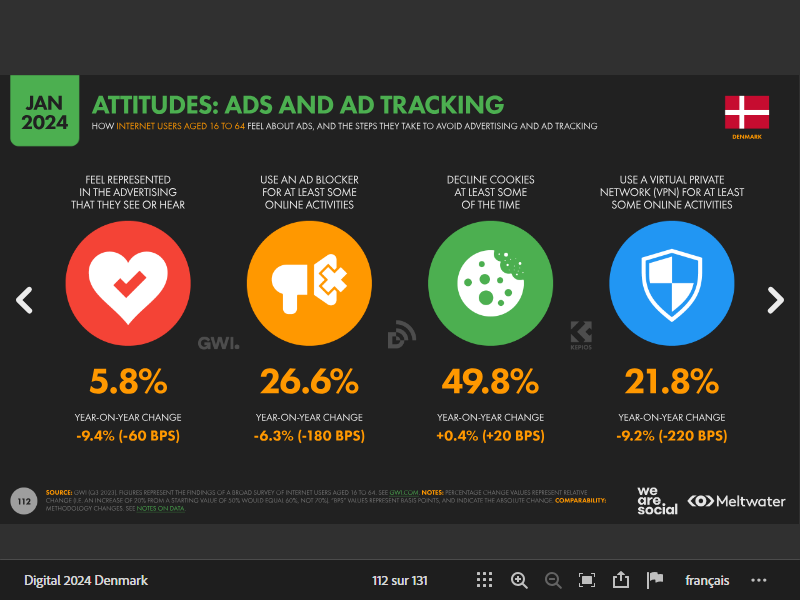 JAN
2024
ATTITUDES: ADS AND AD TRACKING
HOW INTERNET USERS AGED 16 TO 64 FEEL ABOUT ADS, AND THE STEPS THEY TAKE TO AVOID ADVERTISING AND AD TRACKING
DENMARK
FEEL REPRESENTED
IN THE ADVERTISING
THAT THEY SEE OR HEAR
USE AN AD BLOCKER
FOR AT LEAST SOME
ONLINE ACTIVITIES
DECLINE COOKIES
AT LEAST SOME
OF THE TIME
USE A VIRTUAL PRIVATE
NETWORK (VPN) FOR AT LEAST
SOME ONLINE ACTIVITIES
GWI.
KEPIOS
5.8%
26.6%
49.8%
21.8%
YEAR-ON-YEAR CHANGE
-9.4% (-60 BPS)
YEAR-ON-YEAR CHANGE
-6.3% (-180 BPS)
YEAR-ON-YEAR CHANGE
+0.4% (+20 BPS)
YEAR-ON-YEAR CHANGE
-9.2% (-220 BPS)
112
SOURCE: GWI (Q3 2023). FIGURES REPRESENT THE FINDINGS OF A BROAD SURVEY OF INTERNET USERS AGED 16 TO 64. SEE GWI.COM. NOTES: PERCENTAGE CHANGE VALUES REPRESENT RELATIVE
CHANGE (I.E. AN INCREASE OF 20% FROM A STARTING VALUE OF 50% WOULD EQUAL 60%, NOT 70%). "BPS" VALUES REPRESENT BASIS POINTS, AND INDICATE THE ABSOLUTE CHANGE. COMPARABILITY:
METHODOLOGY CHANGES. SEE NOTES ON DATA.
we
are.
social
Meltwater
Digital 2024 Denmark
112 sur 131
français